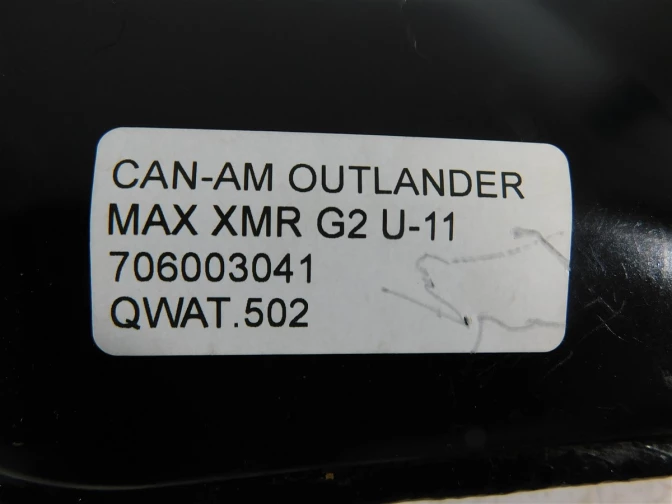 CAN-AM OUTLANDER
MAX XMR G2 U-11
706003041
QWAT.502